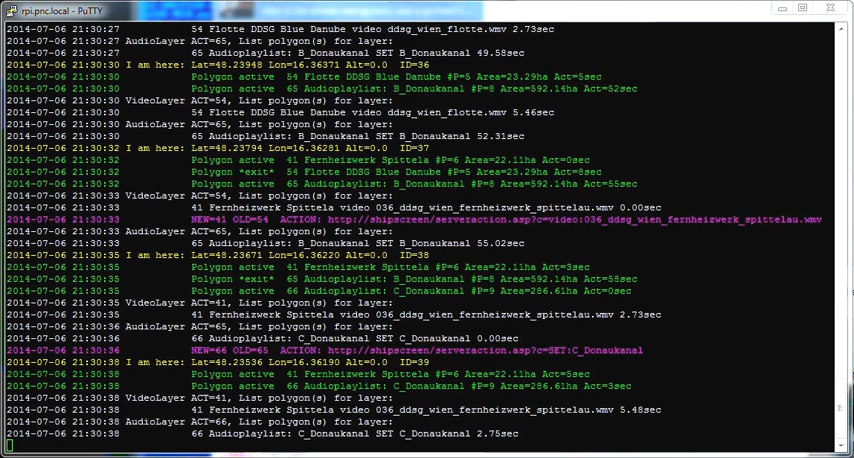 rpi.pnc.local - PuTTY
2014-07-06 21:30:27 54 Flotte DDSG Blue Danube video ddsg_wien_flotte.wmv 2.73sec
2014-07-06 21:30:27 AudioLayer ACT=65, List polygon(s) for layer:
2014-07-06 21:30:27 65 Audioplaylist: B_Donaukanal SET B_Donaukanal 49.58sec
2014-07-06 21:30:30 I am here: Lat=48.23948 Lon=16.36371 Alt=0.0 ID=36
2014-07-06 21:30:30 Polygon active 54 Flotte DDSG Blue Danube #P=5 Area=23.29ha Act=5sec
2014-07-06 21:30:30 Polygon active 65 Audioplaylist: B_Donaukanal #P=8 Area=592.14ha Act=52sec
2014-07-06 21:30:30 VideoLayer ACT=54, List polygon(s) for layer:
2014-07-06 21:30:30 54 Flotte DDSG Blue Danube video ddsg_wien_flotte.wmv 5.46sec
2014-07-06 21:30:30 AudioLayer ACT=65, List polygon(s) for layer:
2014-07-06 21:30:30 65 Audioplaylist: B_Donaukanal SET B_Donaukanal 52.31sec
2014-07-06 21:30:32 I am here: Lat=48.23794 Lon=16.36281 Alt=0.0 ID=37
2014-07-06 21:30:32 Polygon active 41 Fernheizwerk Spittela #P=6 Area=22.11ha Act=0sec
2014-07-06 21:30:32 Polygon *exit* 54 Flotte DDSG Blue Danube #P=5 Area=23.29ha Act=8sec
2014-07-06 21:30:32 Polygon active 65 Audioplaylist: B_Donaukanal #P=8 Area=592.14ha Act=55sec
2014-07-06 21:30:33 VideoLayer ACT=54, List polygon(s) for layer:
2014-07-06 21:30:33 41 Fernheizwerk Spittela video 036_ddsg_wien_fernheizwerk_spittelau.wmv 0.00sec
2014-07-06 21:30:33 NEW=41 OLD=54 ACTION: http://shipscreen/serveraction.asp?c=video:036_ddsg_wien_fernheizwerk_spittelau.wmv
2014-07-06 21:30:33 AudioLayer ACT=65, List polygon(s) for layer:
2014-07-06 21:30:33 65 Audioplaylist: B_Donaukanal SET B_Donaukanal 55.02sec
2014-07-06 21:30:35 I am here: Lat=48.23671 Lon=16.36220 Alt=0.0 ID=38
2014-07-06 21:30:35 Polygon active 41 Fernheizwerk Spittela #P=6 Area=22.11ha Act=3sec
2014-07-06 21:30:35 Polygon *exit* 65 Audioplaylist: B_Donaukanal #P=8 Area=592.14ha Act=58sec
2014-07-06 21:30:35 Polygon active 66 Audioplaylist: C_Donaukanal #P=9 Area=286.61ha Act=0sec
2014-07-06 21:30:35 VideoLayer ACT=41, List polygon(s) for layer:
2014-07-06 21:30:35 41 Fernheizwerk Spittela video 036_ddsg_wien_fernheizwerk_spittelau.wmv 2.73sec
2014-07-06 21:30:36 AudioLayer ACT=65, List polygon(s) for layer:
2014-07-06 21:30:36 66 Audioplaylist: C_Donaukanal SET C_Donaukanal 0.00sec
2014-07-06 21:30:36 NEW=66 OLD=65 ACTION: http://shipscreen/serveraction.asp?c=SET:C_Donaukanal
2014-07-06 21:30:38 I am here: Lat=48.23536 Lon=16.36190 Alt=0.0 ID=39
2014-07-06 21:30:38 Polygon active 41 Fernheizwerk Spittela #P=6 Area=22.11ha Act=5sec
2014-07-06 21:30:38 Polygon active 66 Audioplaylist: C_Donaukanal #P=9 Area=286.61ha Act=3sec
2014-07-06 21:30:38 VideoLayer ACT=41, List polygon(s) for layer:
2014-07-06 21:30:38 41 Fernheizwerk Spittela video 036_ddsg_wien_fernheizwerk_spittelau.wmv 5.48sec
2014-07-06 21:30:38 AudioLayer ACT=66, List polygon(s) for layer:
2014-07-06 21:30:38 66 Audioplaylist: C_Donaukanal SET C_Donaukanal 2.75sec